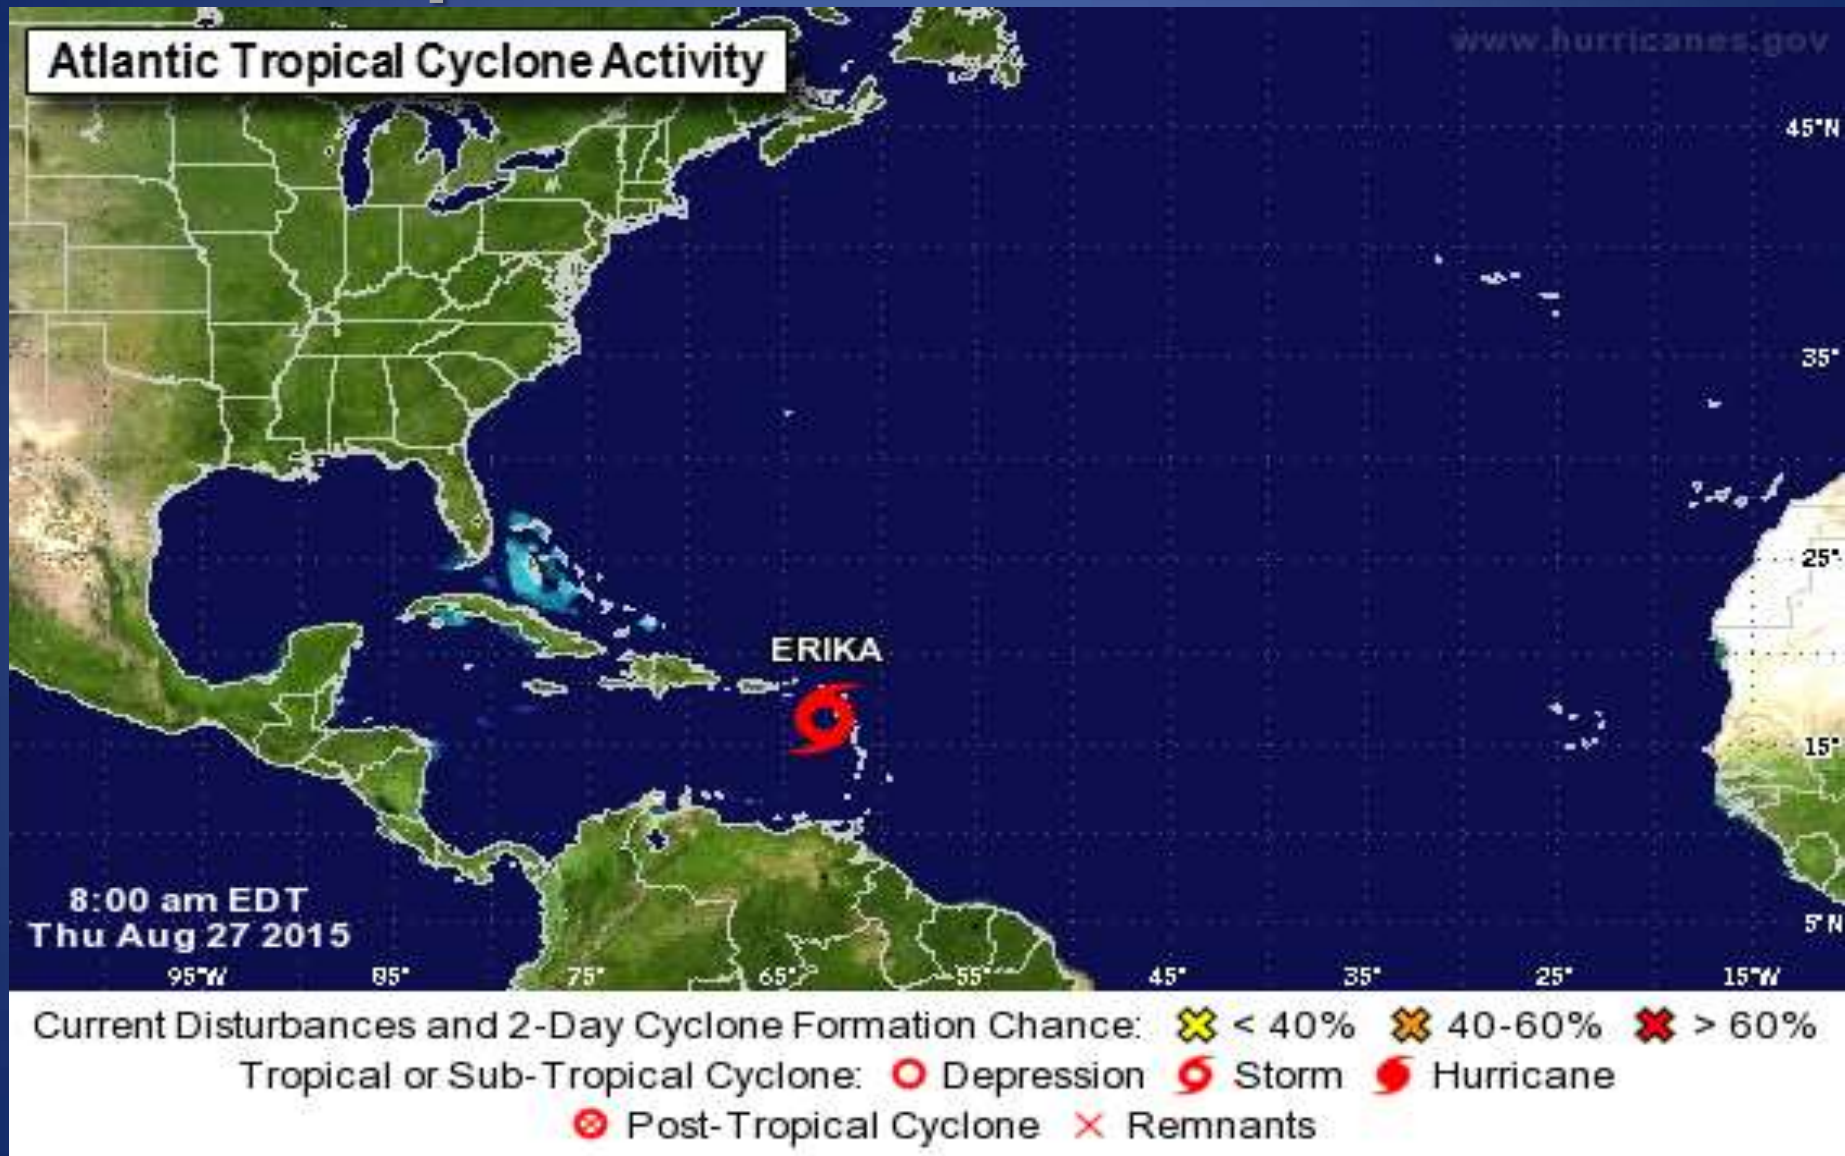 Atlantic Tropical Cyclone Activity
www.hurricanes.gov
45°N
35°
25°
ERIKA
15°
5°N
8:00 am EDT
Thu Aug 27 2015
95°W 85° 75° 65° 55° 45° 35° 25° 15°W
Current Disturbances and 2-Day Cyclone Formation Chance: < 40% 40-60% > 60%
Tropical or Sub-Tropical Cyclone: Depression Storm Hurricane
Post-Tropical Cyclone Remnants